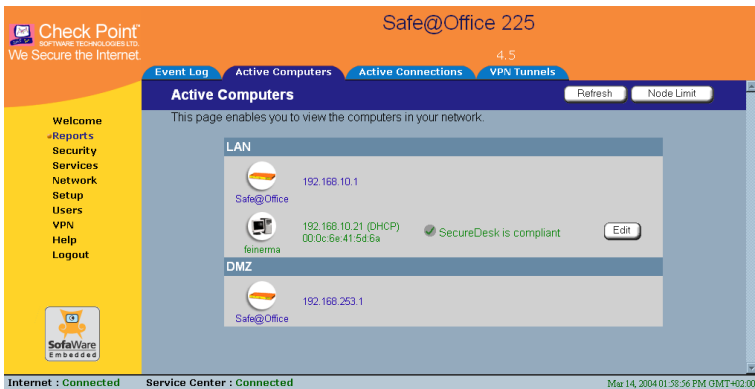 Check Point™
SOFTWARE TECHNOLOGIES LTD.
We Secure the Internet.
Safe@Office 225
4.5
Event Log
Active Computers
Active Connections
VPN Tunnels
Active Computers
Refresh
Node Limit
This page enables you to view the computers in your network.
Welcome
Reports
Security
Services
Network
Setup
Users
VPN
Help
Logout
LAN
Safe@Office
192.168.10.1
feinerma
192.168.10.21 (DHCP)
00:0c:6e:41:5d:6a
SecureDesk is compliant
Edit
DMZ
Safe@Office
192.168.253.1
SofaWare
Embedded
Internet : Connected
Service Center : Connected
Mar 14, 2004 01:58:56 PM GMT+02:00